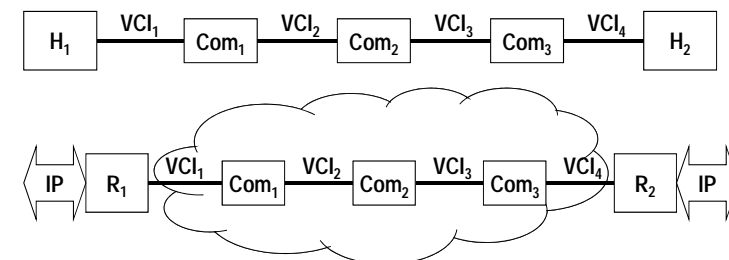 VCI₁ VCI₂ VCI₃ VCI₄
H₁ Com₁ Com₂ Com₃ H₂
VCI₁ VCI₂ VCI₃ VCI₄
IP R₁ Com₁ Com₂ Com₃ R₂ IP